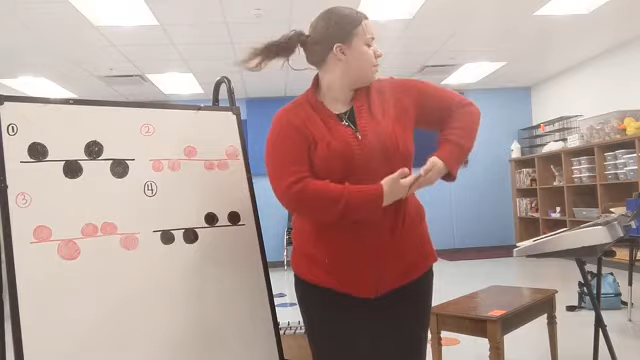 ① ②
③ ④